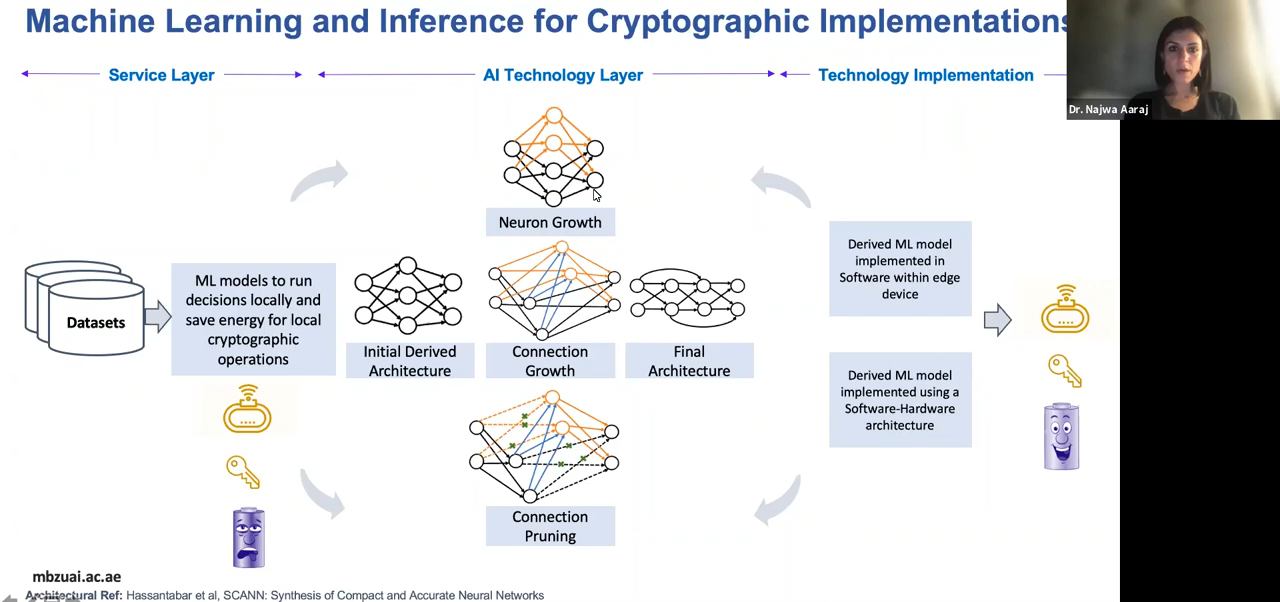 Machine Learning and Inference for Cryptographic Implementations
Dr. Najwa Aaraj
Service Layer
AI Technology Layer
Technology Implementation
Neuron Growth
Datasets
ML models to run
decisions locally and
save energy for local
cryptographic
operations
Initial Derived
Architecture
Connection
Growth
Final
Architecture
Connection
Pruning
Derived ML model
implemented in
Software within edge
device
Derived ML model
implemented using a
Software-Hardware
architecture
mbzuai.ac.ae
Architectural Ref: Hassantabar et al, SCANN: Synthesis of Compact and Accurate Neural Networks